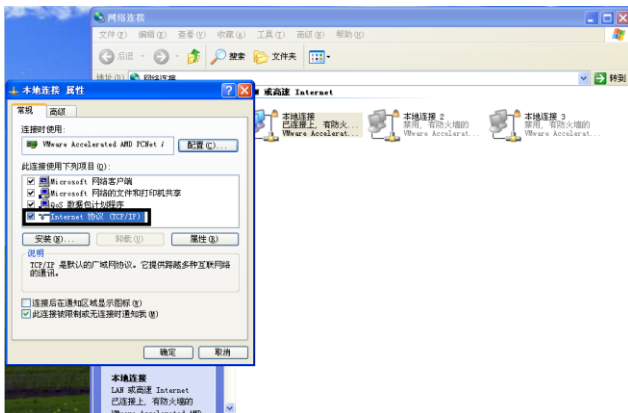 网络连接
文件(F) 编辑(E) 查看(V) 收藏(A) 工具(T) 高级(N) 帮助(H)
后退 搜索 文件夹
地址(D) 网络连接 转到
本地连接 属性
常规 高级
连接时使用:
VMware Accelerated AMD PCNet
配置(C)...
此连接使用下列项目(O):
Microsoft 网络客户端
Microsoft 网络的文件和打印机共享
QoS 数据包计划程序
Internet 协议 (TCP/IP)
安装(N)... 卸载(U) 属性(R)
说明
TCP/IP 是默认的广域网协议。它提供跨越多种互联网络
的通讯。
连接后在通知区域显示图标(W)
此连接被限制或无连接时通知我(M)
确定 取消
或高速 Internet
本地连接
已连接上, 有防火...
VMware Accelerat...
本地连接 2
禁用, 有防火墙的
VMware Accelerat...
本地连接 3
禁用, 有防火墙的
VMware Accelerat...
本地连接
LAN 或高速 Internet
已连接上, 有防火墙的
VMware Accelerated AMD